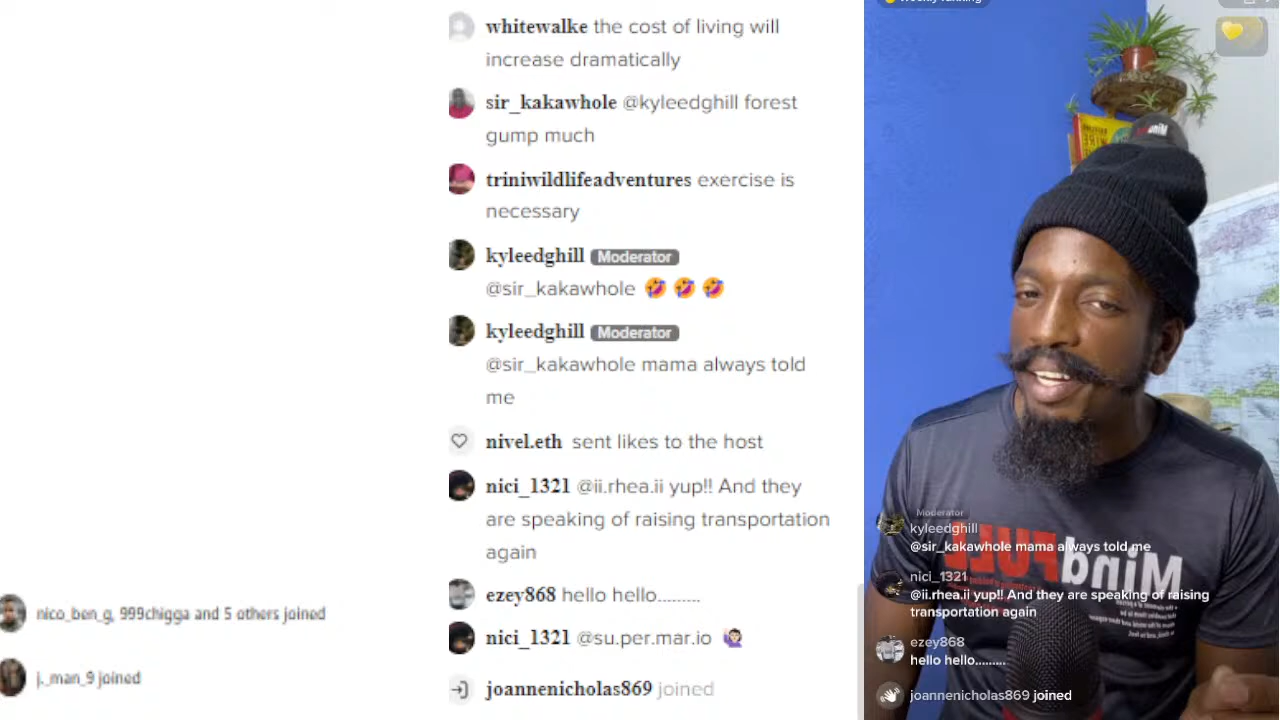 whitewalke the cost of living will
increase dramatically
sir_kakawhole @kyleedghill forest
gump much
triniwildlifeadventures exercise is
necessary
kyleedghill Moderator
@sir_kakawhole 🤣 🤣 🤣
kyleedghill Moderator
@sir_kakawhole mama always told
me
nivel.eth sent likes to the host
nici_1321 @ii.rhea.ii yup!! And they
are speaking of raising transportation
again
ezey868 hello hello.........
nici_1321 @su.per.mar.io 🙋🏻‍♀️
joannenicholas869 joined
nico_ben_g, 999chigga and 5 others joined
j._man_9 joined
MindFULL
Moderator
kyleedghill
@sir_kakawhole mama always told me
nici_1321
@ii.rhea.ii yup!! And they are speaking of raising
transportation again
ezey868
hello hello.........
joannenicholas869 joined